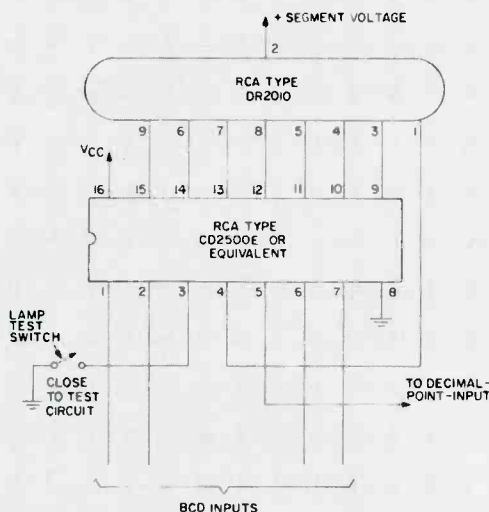 + SEGMENT VOLTAGE
2
RCA TYPE
DR2010
9 6 7 8 5 4 3 1
VCC
16 15 14 13 12 11 10 9
RCA TYPE
CD2500E OR
EQUIVALENT
1 2 3 4 5 6 7 8
LAMP
TEST
SWITCH
CLOSE
TO TEST
CIRCUIT
TO DECIMAL-
POINT-INPUT
BCD INPUTS